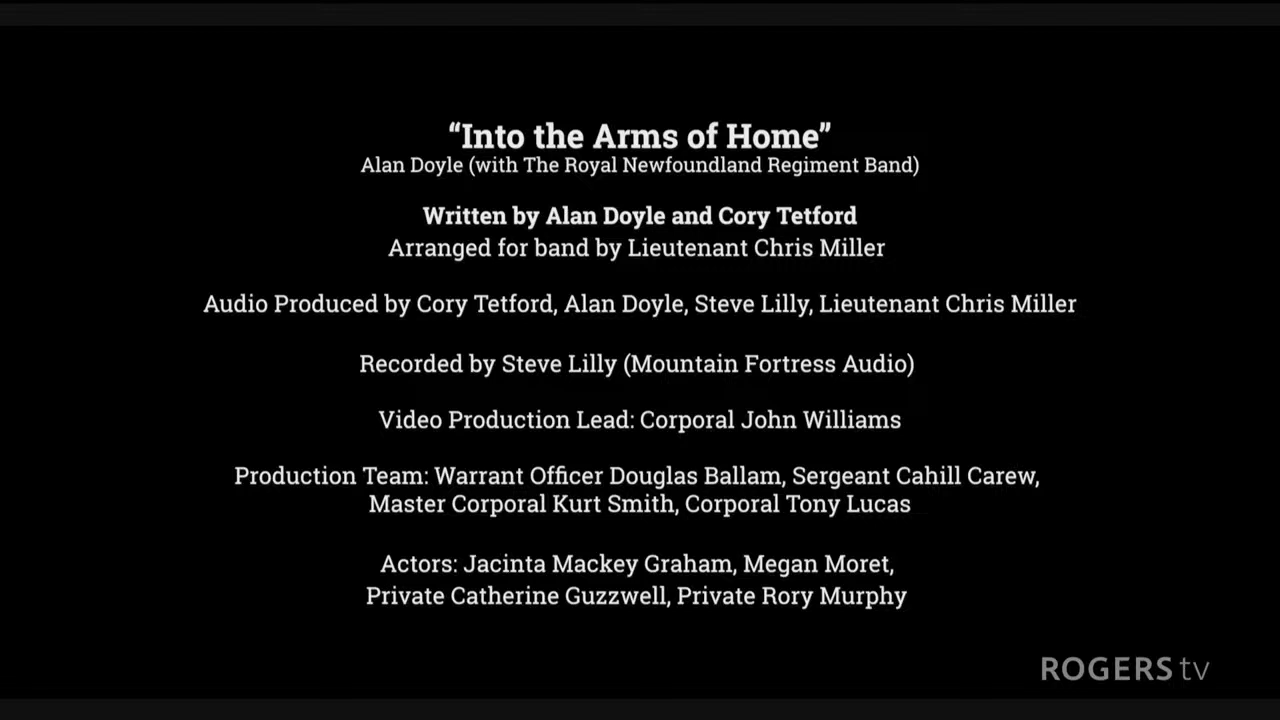 “Into the Arms of Home”
Alan Doyle (with The Royal Newfoundland Regiment Band)
Written by Alan Doyle and Cory Tetford
Arranged for band by Lieutenant Chris Miller
Audio Produced by Cory Tetford, Alan Doyle, Steve Lilly, Lieutenant Chris Miller
Recorded by Steve Lilly (Mountain Fortress Audio)
Video Production Lead: Corporal John Williams
Production Team: Warrant Officer Douglas Ballam, Sergeant Cahill Carew,
Master Corporal Kurt Smith, Corporal Tony Lucas
Actors: Jacinta Mackey Graham, Megan Moret,
Private Catherine Guzzwell, Private Rory Murphy
ROGERS tv